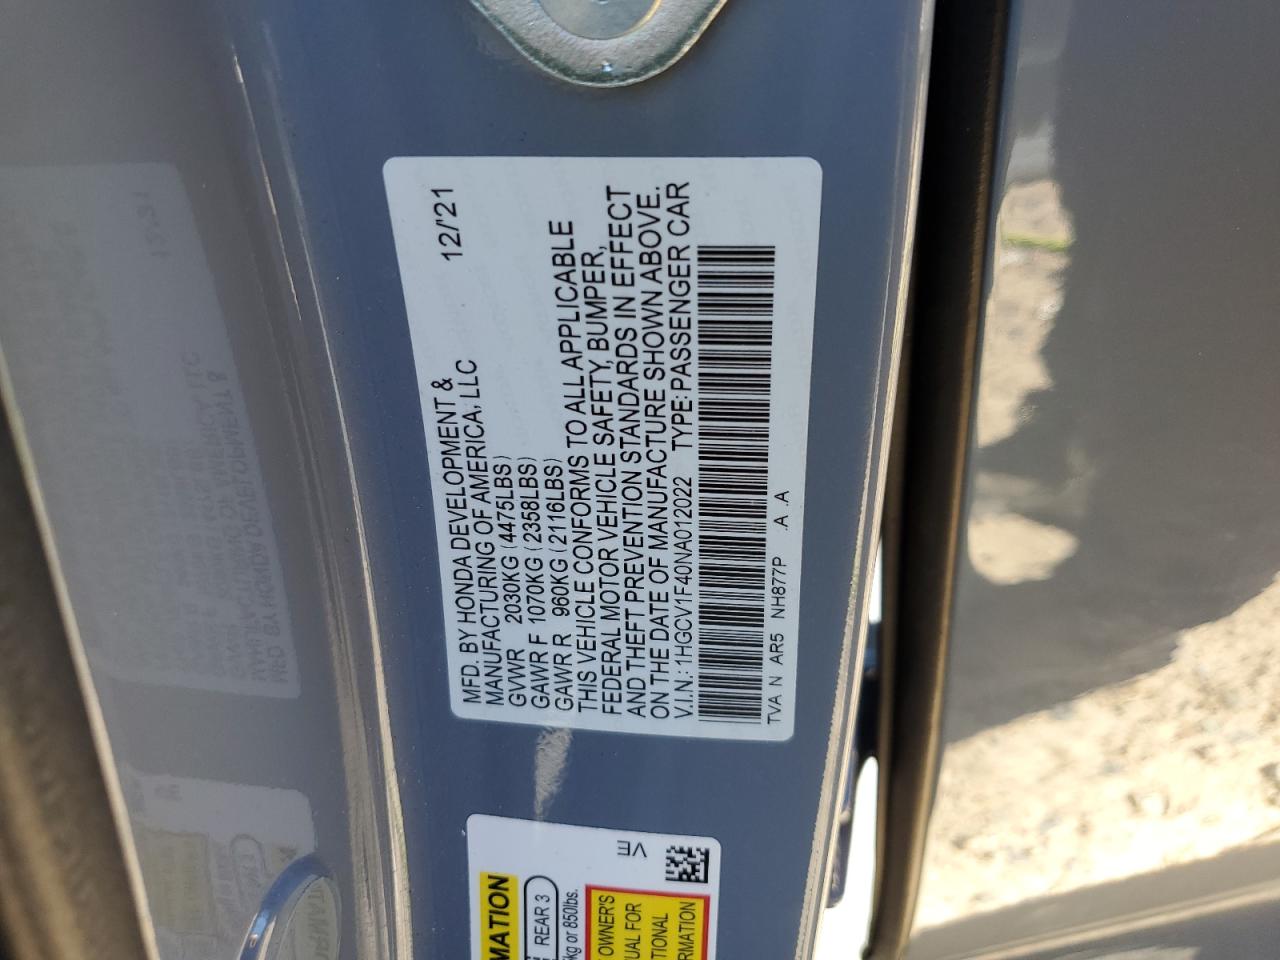 MFD. BY HONDA DEVELOPMENT &
MANUFACTURING OF AMERICA, LLC 12/'21
GVWR 2030KG (4475LBS)
GAWR F 1070KG (2358LBS)
GAWR R 960KG (2116LBS)
THIS VEHICLE CONFORMS TO ALL APPLICABLE
FEDERAL MOTOR VEHICLE SAFETY, BUMPER,
AND THEFT PREVENTION STANDARDS IN EFFECT
ON THE DATE OF MANUFACTURE SHOWN ABOVE.
V.I.N.: 1HGCV1F40NA012022 TYPE: PASSENGER CAR
TVA N AR5 NH877P .A .A
MATION
REAR 3
kg or 850lbs.
VE
OWNER'S
UAL FOR
TIONAL
RMATION